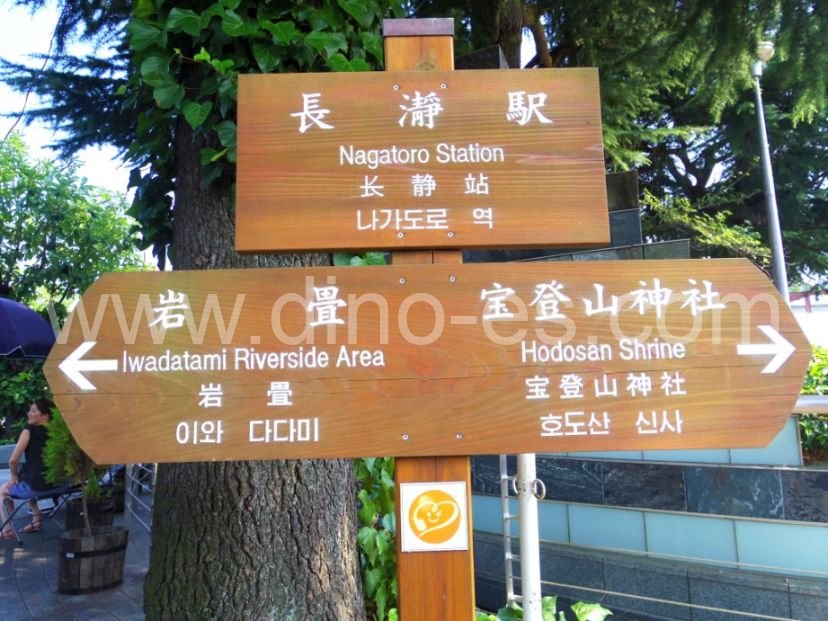 長瀞駅
Nagatoro Station
长静站
나가도로 역
岩畳
Iwadatami Riverside Area
岩畳
이와 다다미
宝登山神社
Hodosan Shrine
宝登山神社
호도산 신사
www.dino-es.com